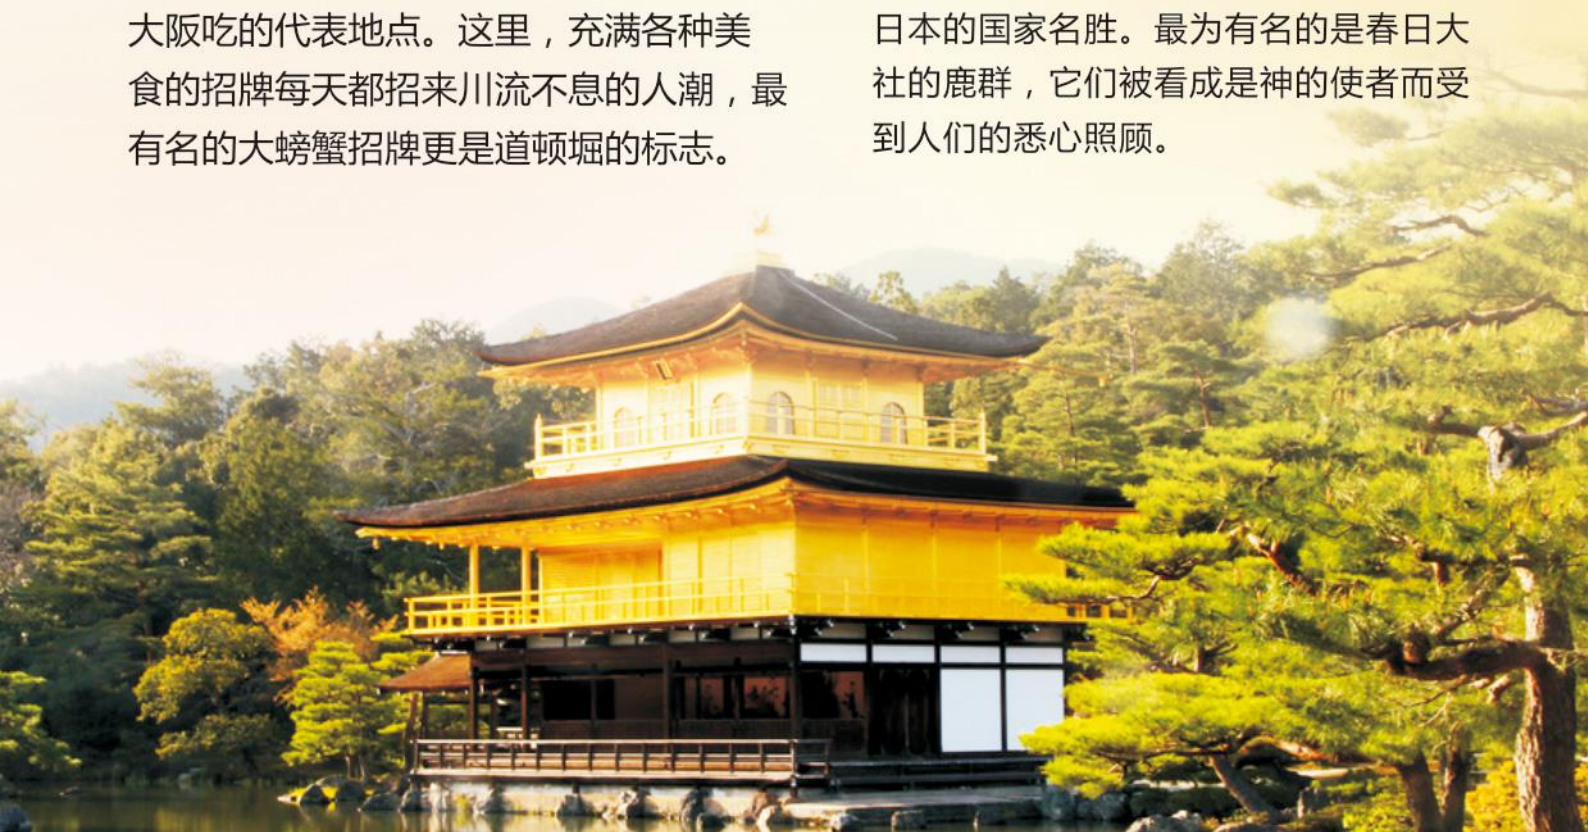 大阪吃的代表地点。这里，充满各种美
食的招牌每天都招来川流不息的人潮，最
有名的大螃蟹招牌更是道顿堀的标志。
日本的国家名胜。最为有名的是春日大
社的鹿群，它们被看成是神的使者而受
到人们的悉心照顾。